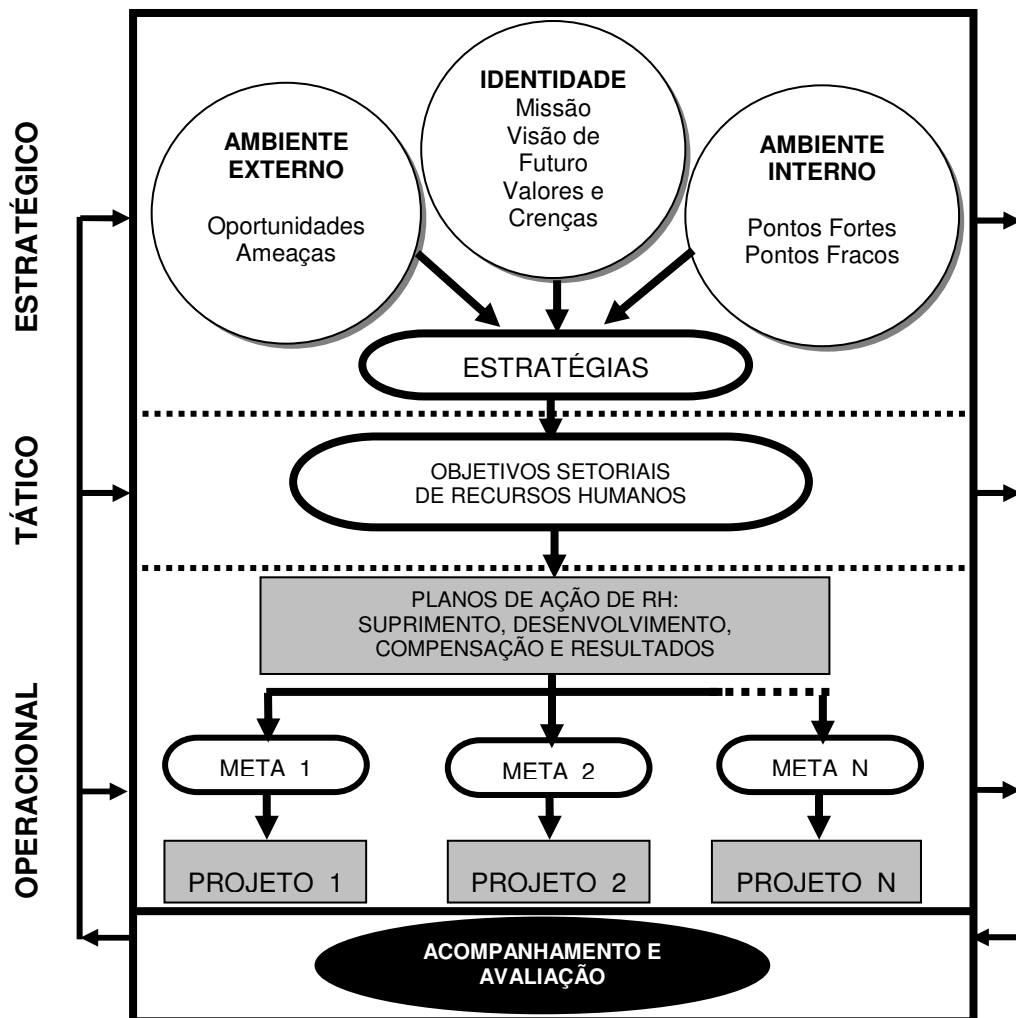 ESTRATÉGICO
IDENTIDADE
Missão
Visão de
Futuro
Valores e
Crenças
AMBIENTE
EXTERNO
Oportunidades
Ameaças
AMBIENTE
INTERNO
Pontos Fortes
Pontos Fracos
ESTRATÉGIAS
TÁTICO
OBJETIVOS SETORIAIS
DE RECURSOS HUMANOS
OPERACIONAL
PLANOS DE AÇÃO DE RH:
SUPRIMENTO, DESENVOLVIMENTO,
COMPENSAÇÃO E RESULTADOS
META 1
META 2
META N
PROJETO 1
PROJETO 2
PROJETO N
ACOMPANHAMENTO E
AVALIAÇÃO